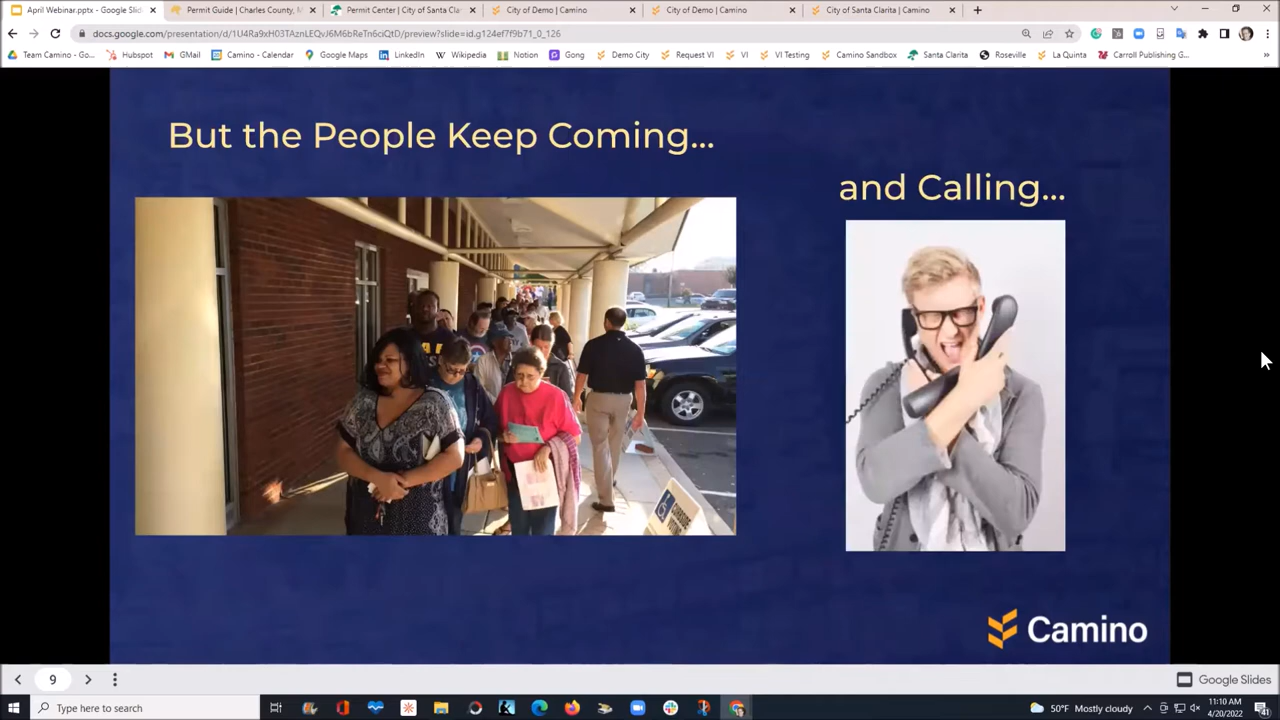 April Webinar.pptx - Google Slid
Permit Guide | Charles County, M
Permit Center | City of Santa Cla
City of Demo | Camino
City of Demo | Camino
City of Santa Clarita | Camino
docs.google.com/presentation/d/1U4Ra9xH03TAznLEQvJ6M6bReTn6ciQtD/preview?slide=id.g124ef7f9b71_0_126
Team Camino - Go...
Hubspot
GMail
Camino - Calendar
Google Maps
LinkedIn
Wikipedia
Notion
Gong
Demo City
Request VI
VI
VI Testing
Camino Sandbox
Santa Clarita
Roseville
La Quinta
Carroll Publishing G...
But the People Keep Coming...
and Calling...
Camino
9
Google Slides
Type here to search
50°F Mostly cloudy
11:10 AM
4/20/2022